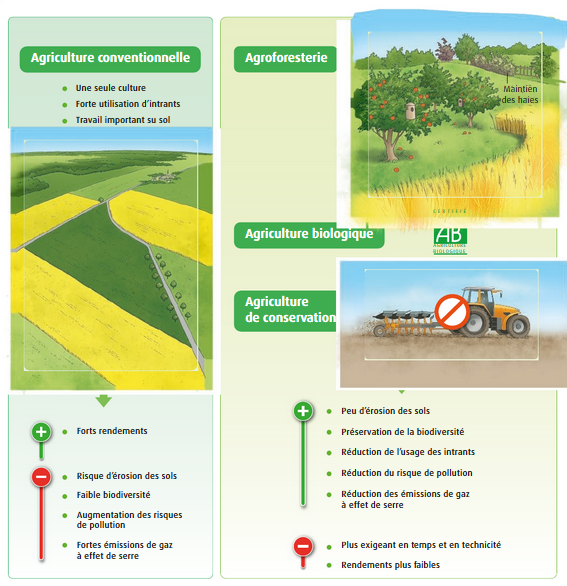 Agriculture conventionnelle
Une seule culture
Forte utilisation d'intrants
Travail important su sol
Forts rendements
Risque d'érosion des sols
Faible biodiversité
Augmentation des risques
de pollution
Fortes émissions de gaz
à effet de serre
Agroforesterie
Maintien
des haies
Agriculture biologique
CERTIFIÉ
AB
AGRICULTURE
BIOLOGIQUE
Agriculture
de conservation
Peu d'érosion des sols
Préservation de la biodiversité
Réduction de l'usage des intrants
Réduction du risque de pollution
Réduction des émissions de gaz
à effet de serre
Plus exigeant en temps et en technicité
Rendements plus faibles